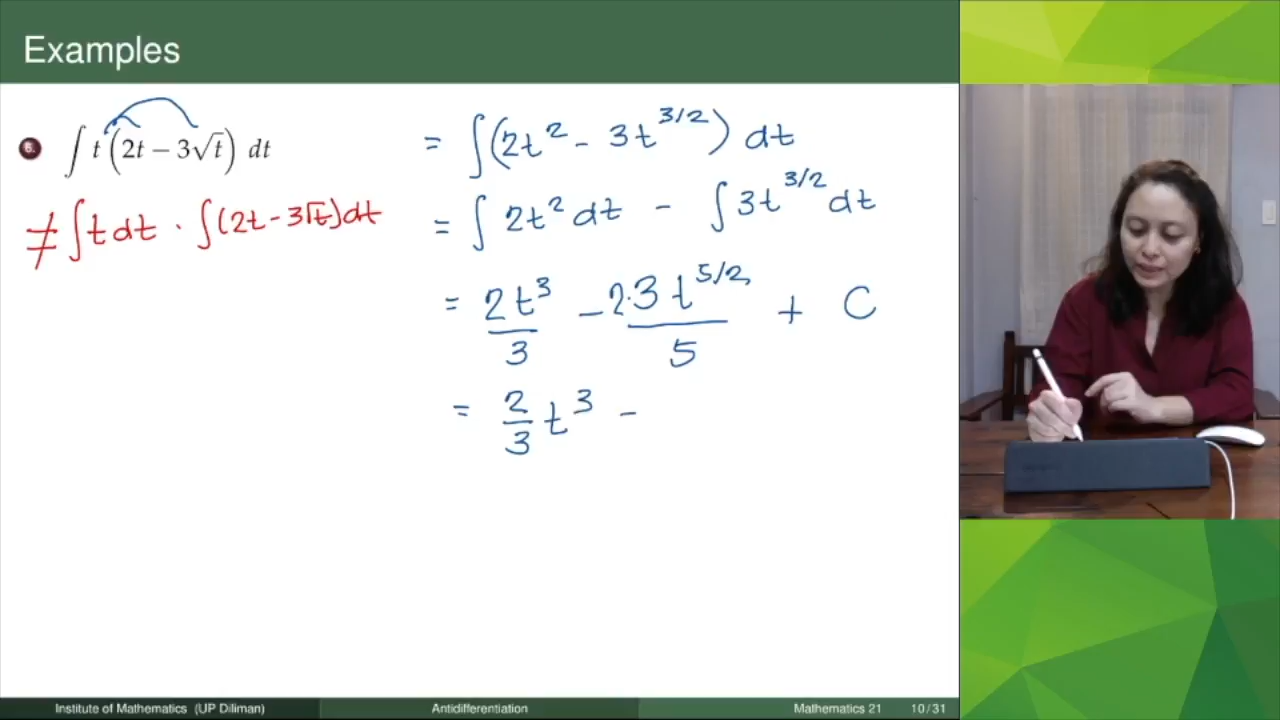 Examples
6. ∫ t (2t − 3√t) dt
= ∫(2t² - 3t^{3/2}) dt
≠ ∫t dt · ∫(2t - 3√t)dt
= ∫ 2t² dt - ∫3t^{3/2} dt
= 2t³/3 - 2·3t^{5/2}/5 + C
= 2/3 t³ -
Institute of Mathematics (UP Diliman) Antidifferentiation Mathematics 21 10/31